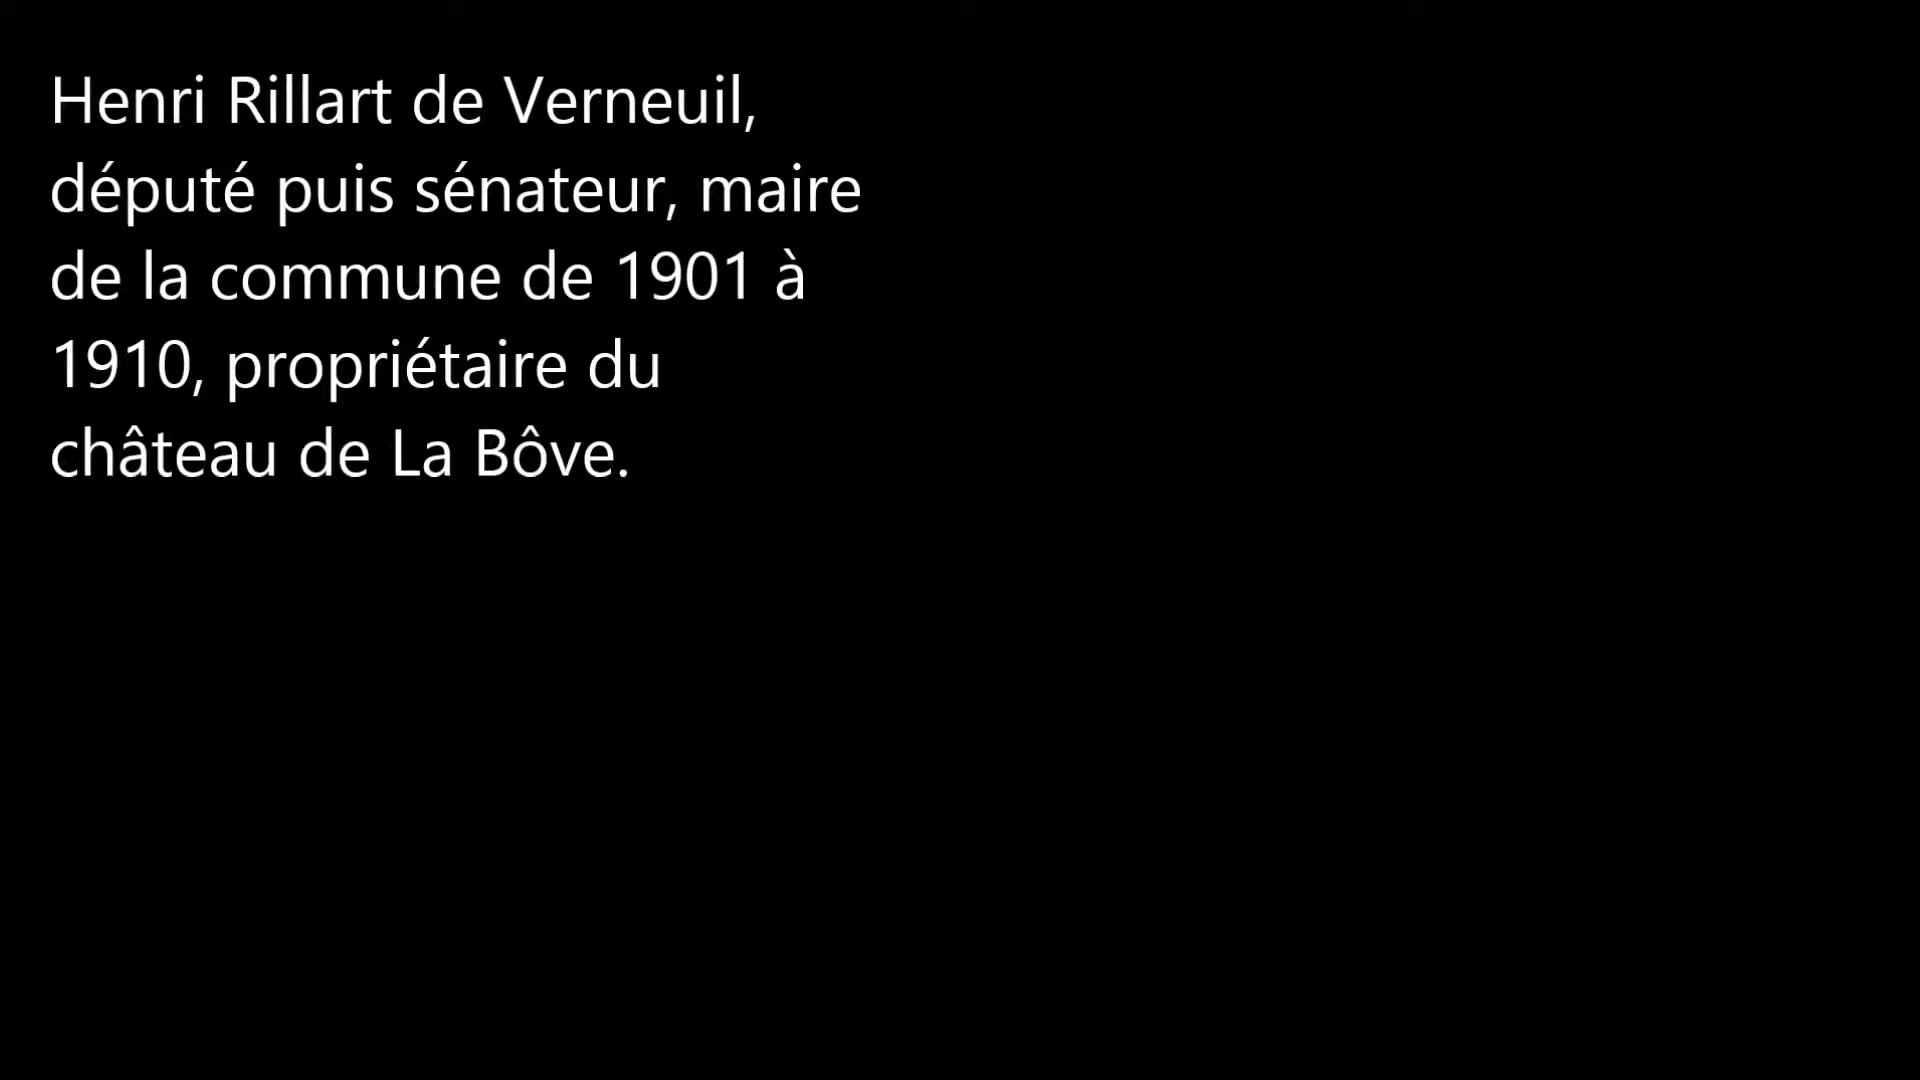 Henri Rillart de Verneuil,
député puis sénateur, maire
de la commune de 1901 à
1910, propriétaire du
château de La Bôve.